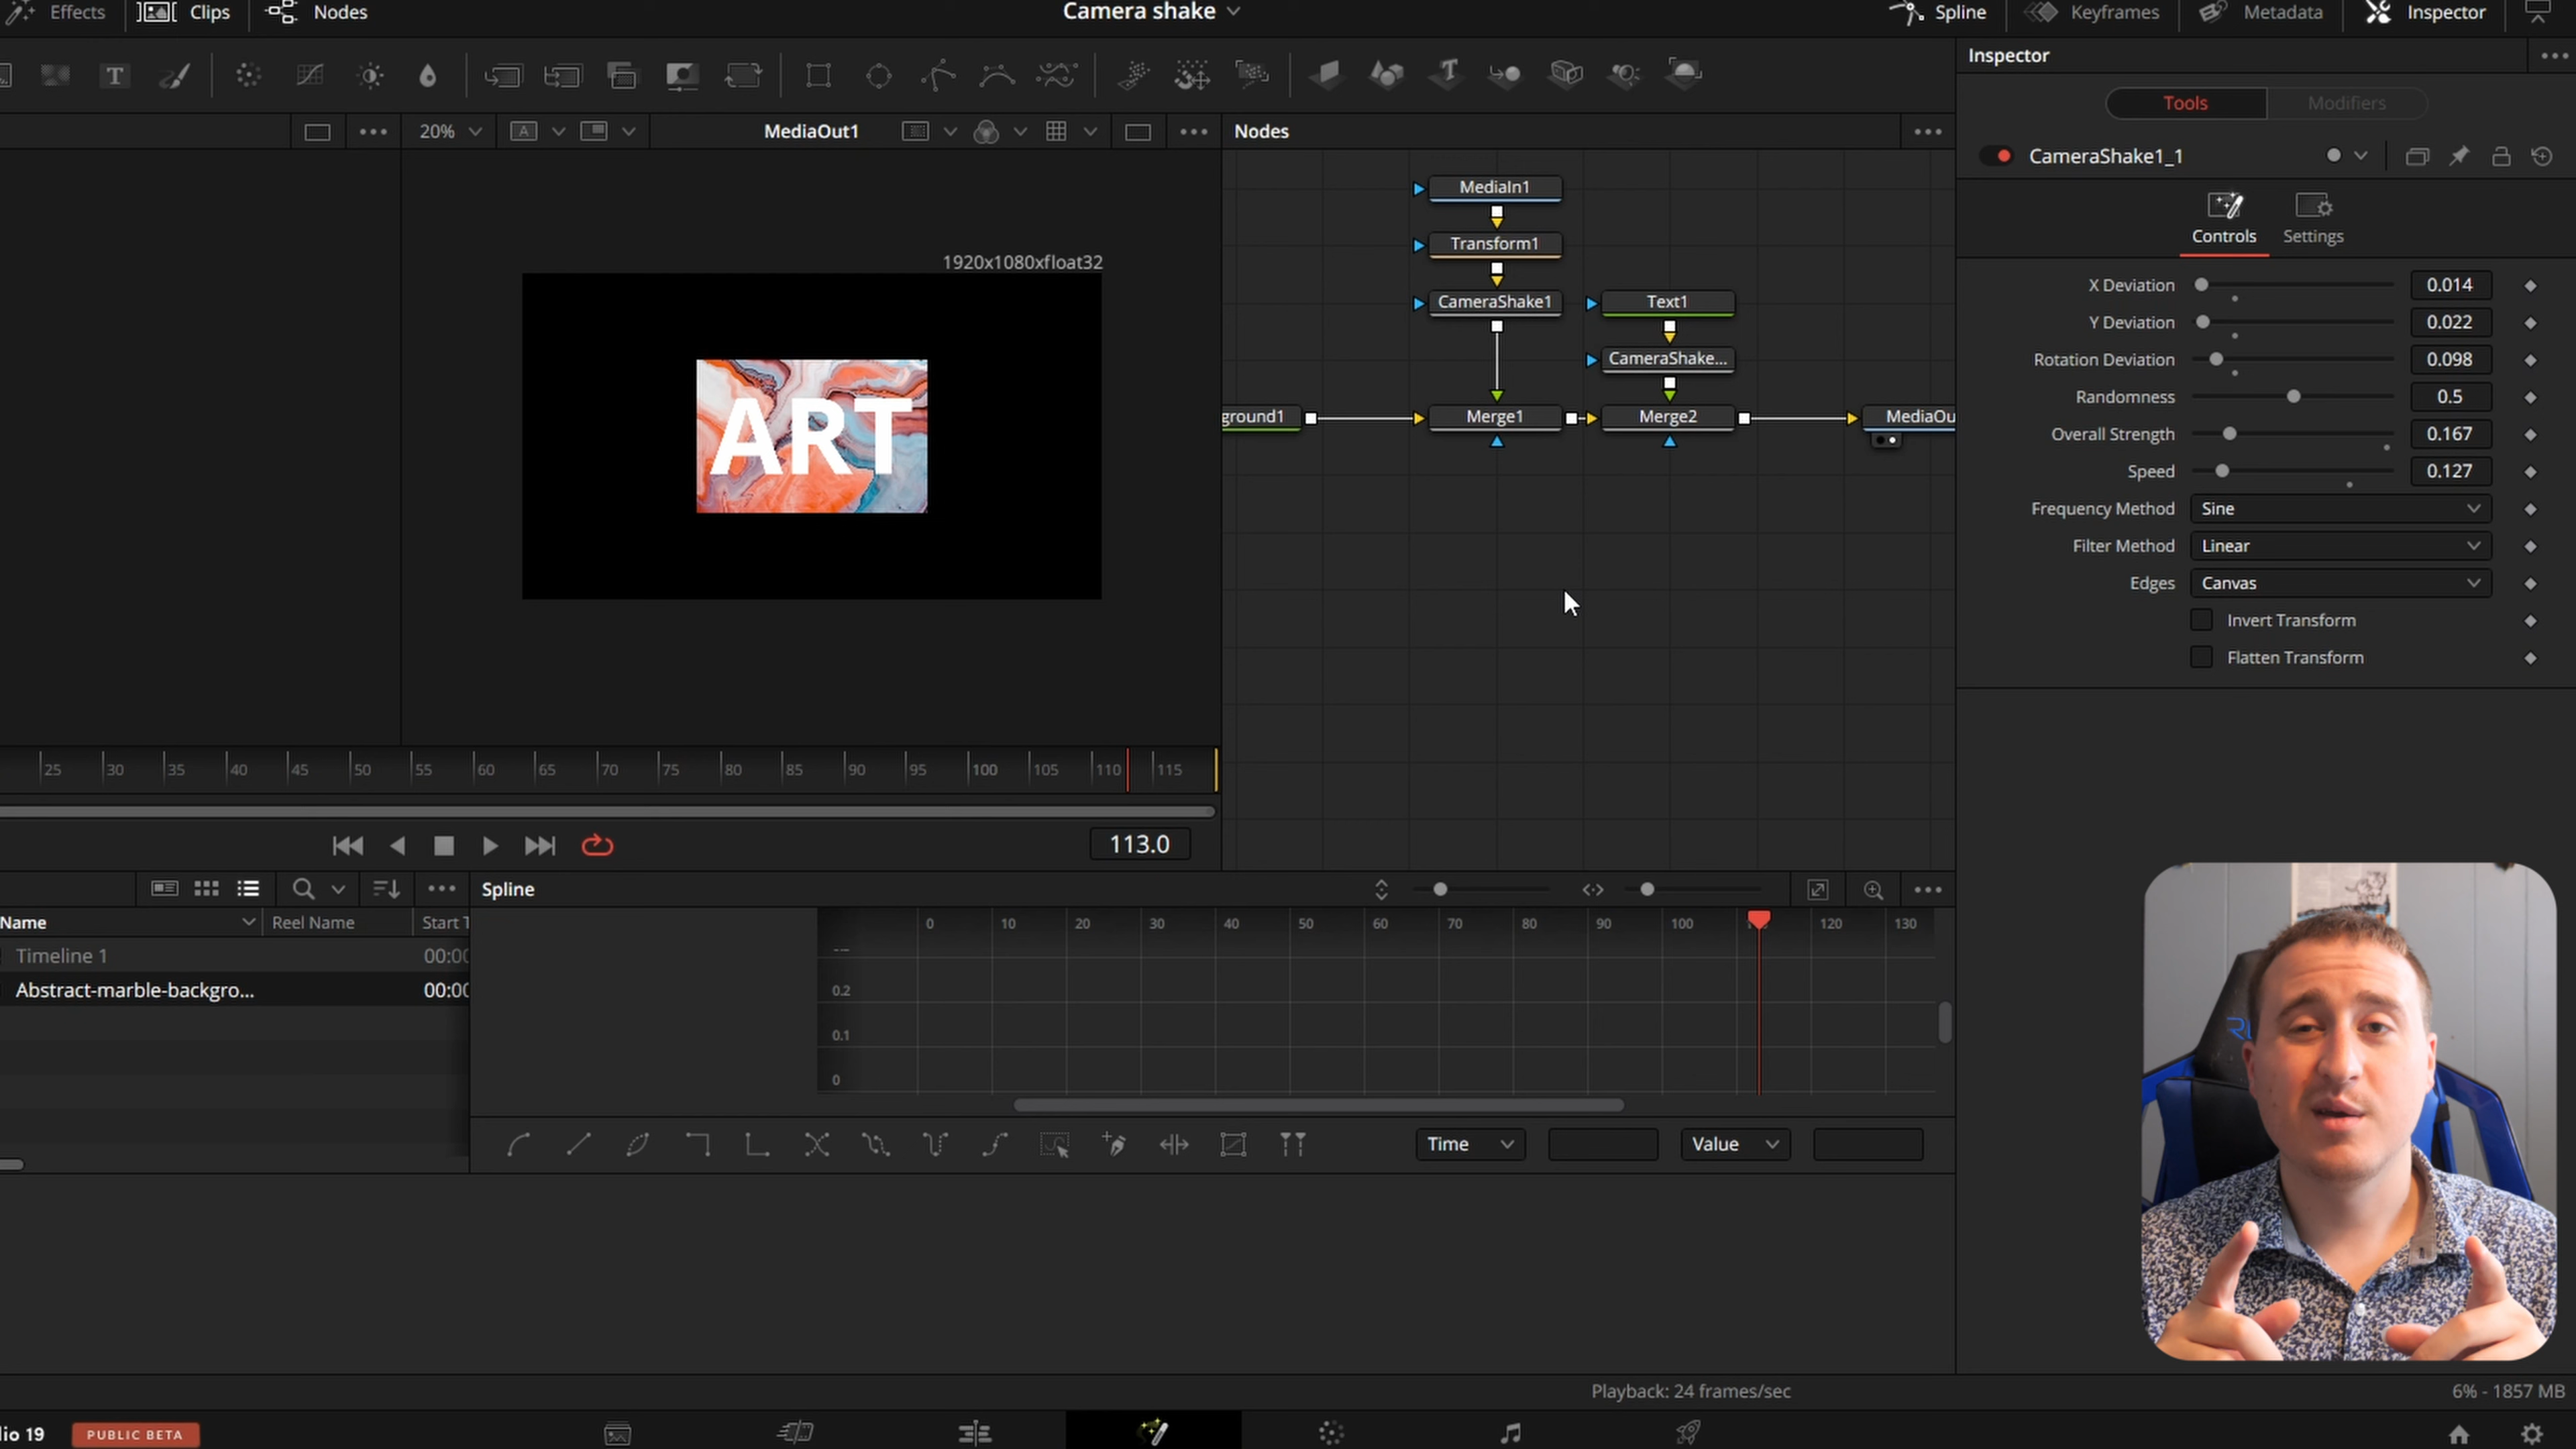 Effects Clips Nodes Camera shake Spline Keyframes Metadata Inspector
Inspector
Tools Modifiers
20% A MediaOut1 Nodes
CameraShake1_1
Controls Settings
1920x1080xfloat32
ART
MediaIn1
Transform1
CameraShake1 Text1
CameraShake...
ground1 Merge1 Merge2 MediaOu
X Deviation 0.014
Y Deviation 0.022
Rotation Deviation 0.098
Randomness 0.5
Overall Strength 0.167
Speed 0.127
Frequency Method Sine
Filter Method Linear
Edges Canvas
Invert Transform
Flatten Transform
25 30 35 40 45 50 55 60 65 70 75 80 85 90 95 100 105 110 115
113.0
Spline
Name Reel Name Start T
0 10 20 30 40 50 60 70 80 90 100 120 130
Timeline 1 00:00
Abstract-marble-backgro... 00:00
0.2
0.1
0
Time Value
Playback: 24 frames/sec 6% - 1857 MB
io 19 PUBLIC BETA